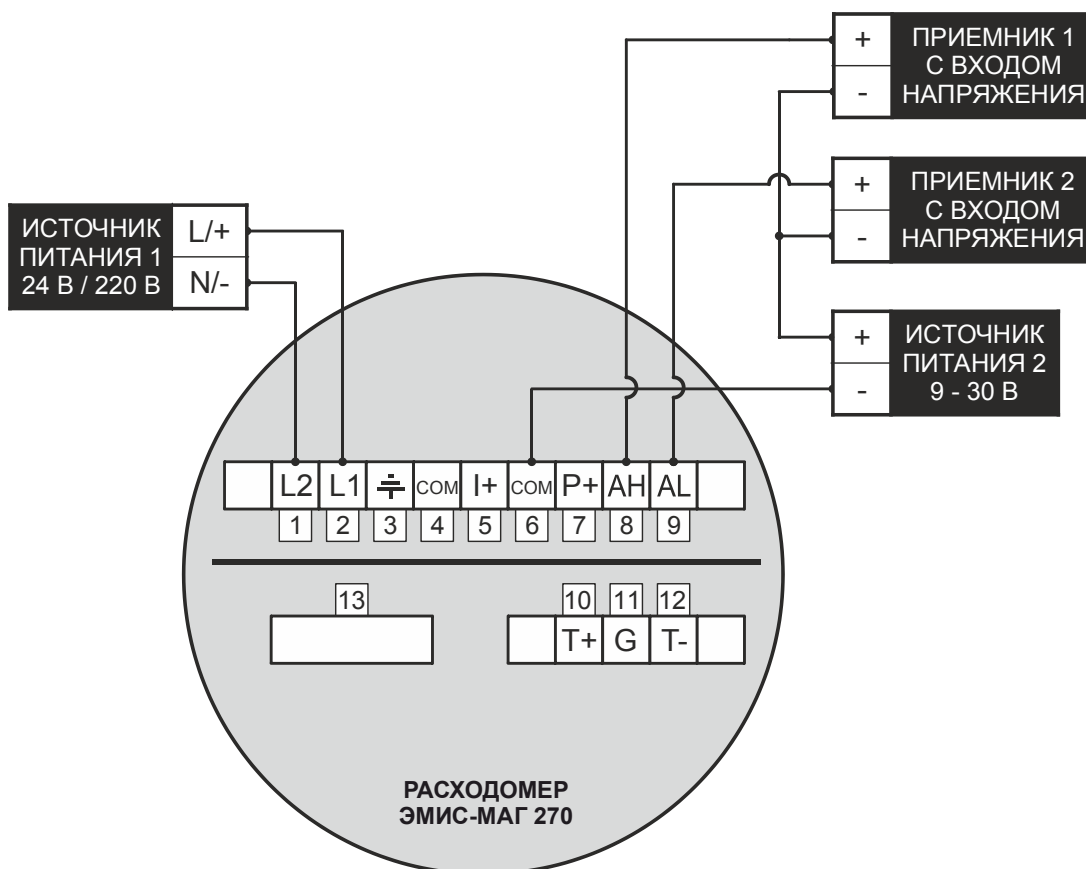 +
ПРИЕМНИК 1
С ВХОДОМ
НАПРЯЖЕНИЯ
-
+
ПРИЕМНИК 2
С ВХОДОМ
НАПРЯЖЕНИЯ
-
ИСТОЧНИК
ПИТАНИЯ 1
24 В / 220 В
L/+
N/-
+
ИСТОЧНИК
ПИТАНИЯ 2
9 - 30 В
-
L2 L1 COM I+ COM P+ AH AL
1 2 3 4 5 6 7 8 9
13 10 11 12
T+ G T-
РАСХОДОМЕР
ЭМИС-МАГ 270